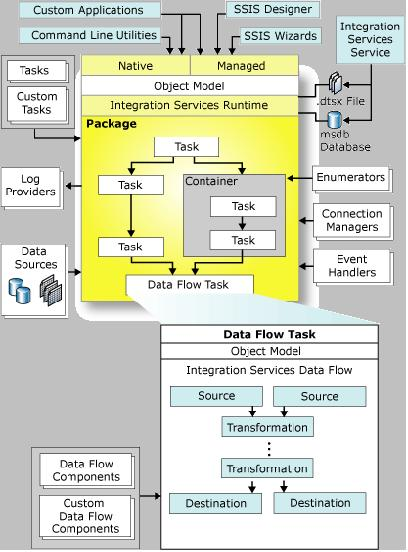 Custom Applications
SSIS Designer
Command Line Utilities
SSIS Wizards
Integration
Services
Service
Native
Managed
Object Model
Integration Services Runtime
Tasks
Custom
Tasks
.dtsx File
msdb
Database
Package
Task
Task
Container
Task
Task
Task
Data Flow Task
Log
Providers
Data
Sources
Enumerators
Connection
Managers
Event
Handlers
Data Flow Task
Object Model
Integration Services Data Flow
Source
Source
Transformation
Transformation
Destination
Destination
Data Flow
Components
Custom
Data Flow
Components